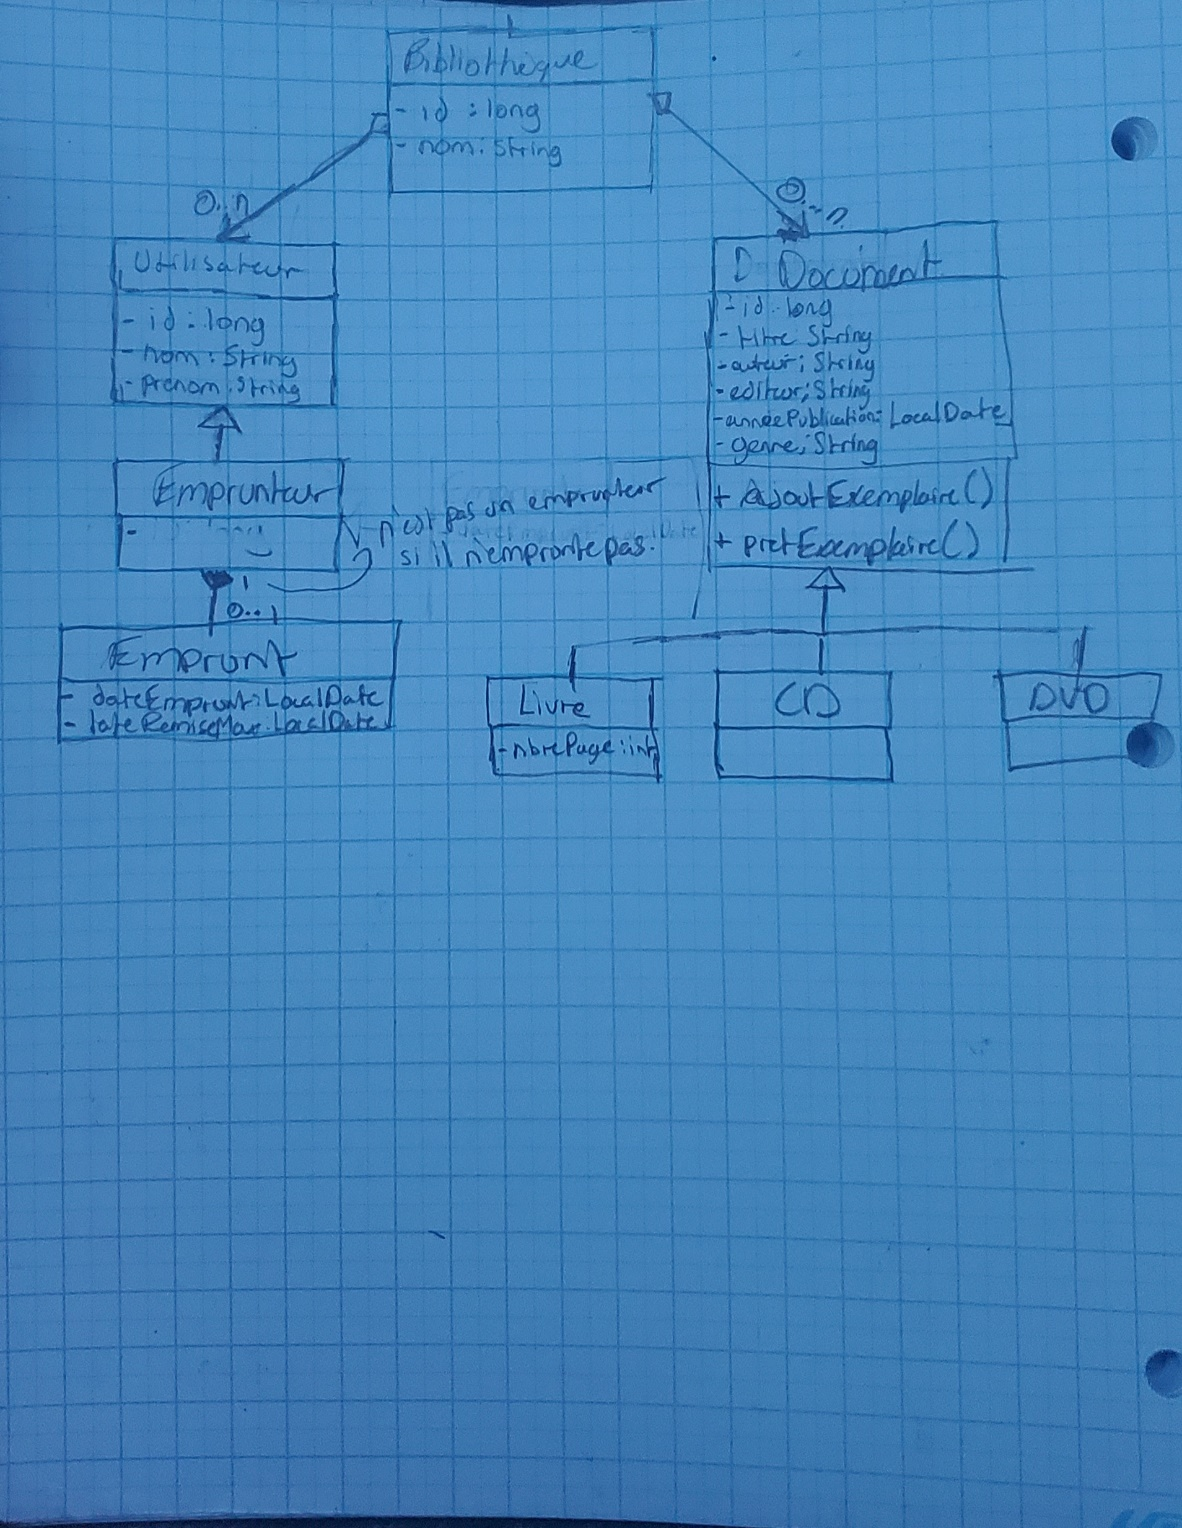 Bibliothèque
- id : long
- nom : String
0..n
0..n
Utilisateur
- id : long
- nom : String
- prenom : String
D Document
- id : long
- titre String
- auteur ; String
- editeur ; String
- annéePublication : LocalDate
- genre ; String
+ AjoutExemplaire()
+ pretExemplaire()
Emprunteur
-
n'est pas un emprunteur
si il n'emprunte pas.
1
0..1
Emprunt
- dateEmprunt : LocalDate
- dateRemiseMax : LocalDate
Livre
- nbrePage : int
CD
DVD